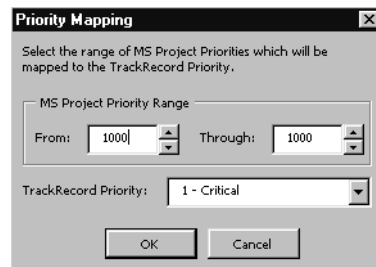 Priority Mapping
Select the range of MS Project Priorities which will be
mapped to the TrackRecord Priority.
MS Project Priority Range
From: 1000 Through: 1000
TrackRecord Priority: 1 - Critical
OK Cancel